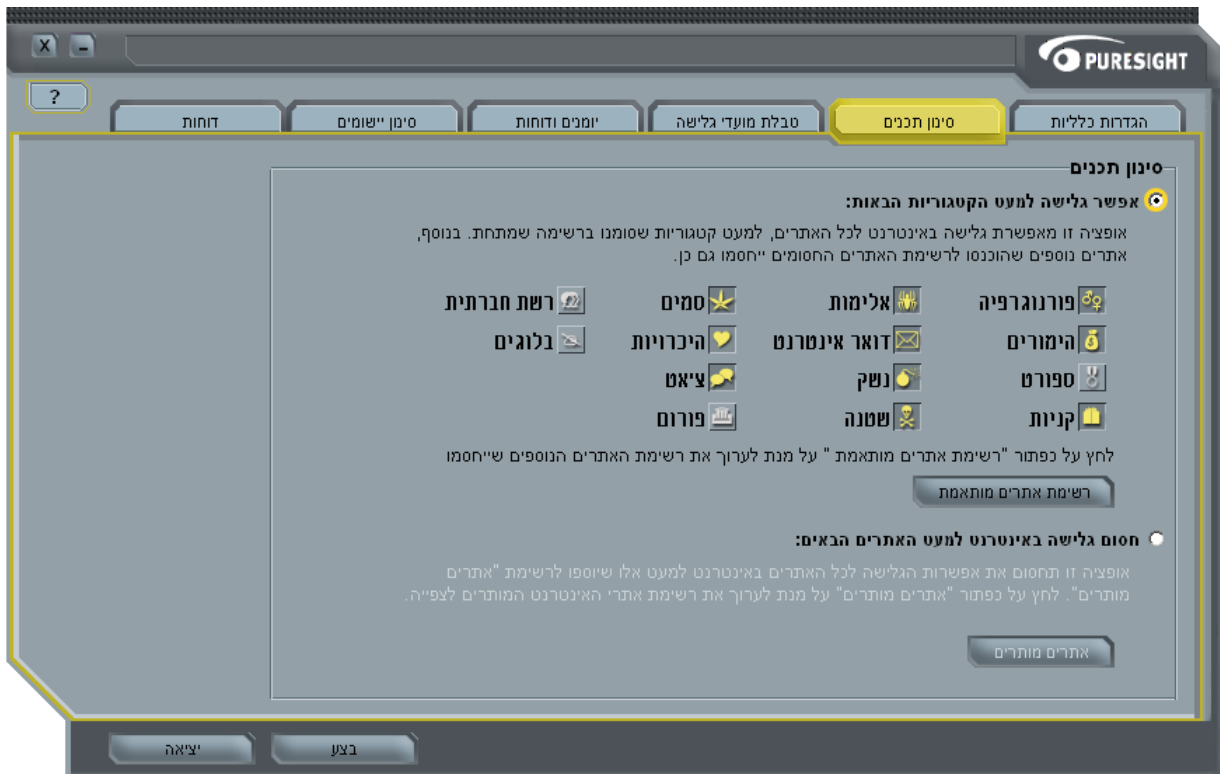 X
PURESIGHT
?
הגדרות כלליות
סינון תכנים
טבלת מועדי גלישה
יומנים ודוחות
סינון יישומים
דוחות
סינון תכנים
אפשר גלישה למעט הקטגוריות הבאות:
אופציה זו מאפשרת גלישה באינטרנט לכל האתרים, למעט קטגוריות שסומנו ברשימה שמתחת. בנוסף,
אתרים נוספים שהוכנסו לרשימת האתרים החסומים ייחסמו גם כן.
פורנוגרפיה אלימות סמים רשת חברתית
הימורים דואר אינטרנט היכרויות בלוגים
ספורט נשק צ'אט
קניות שטנה פורום
לחץ על כפתור "רשימת אתרים מותאמת " על מנת לערוך את רשימת האתרים הנוספים שייחסמו
רשימת אתרים מותאמת
חסום גלישה באינטרנט למעט האתרים הבאים:
אופציה זו תחסום את אפשרות הגלישה לכל האתרים באינטרנט למעט אלו שיוספו לרשימת "אתרים
מותרים". לחץ על כפתור "אתרים מותרים" על מנת לערוך את רשימת אתרי האינטרנט המותרים לצפייה.
אתרים מותרים
בצע
יציאה